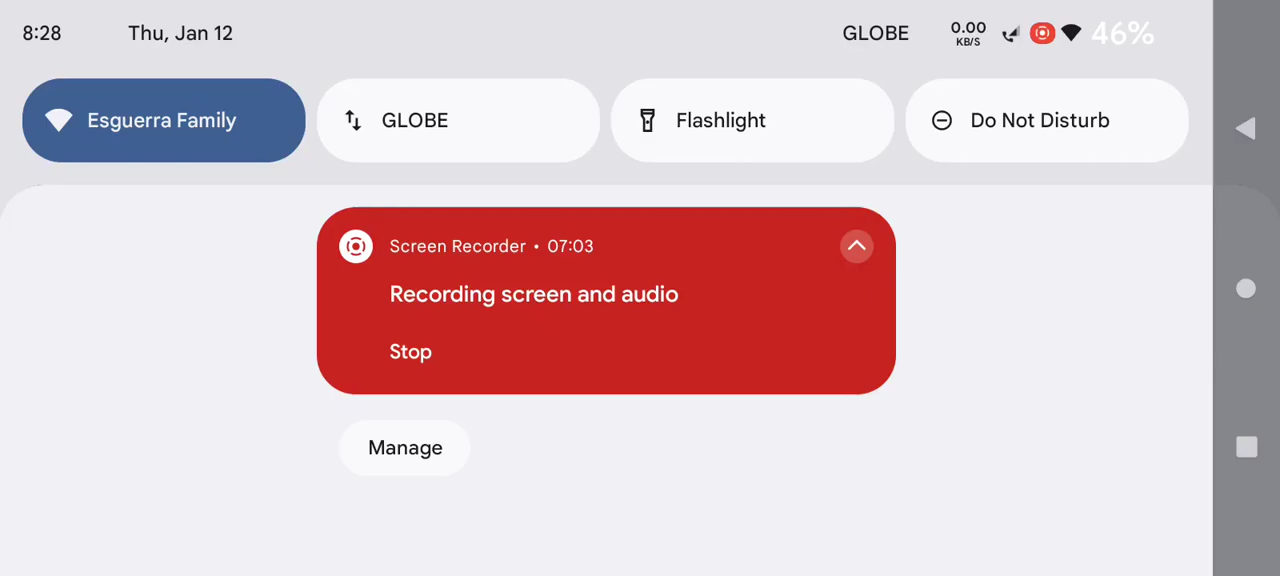 8:28 Thu, Jan 12 GLOBE 0.00 KB/S 46%
Esguerra Family GLOBE Flashlight Do Not Disturb
Screen Recorder • 07:03
Recording screen and audio
Stop
Manage